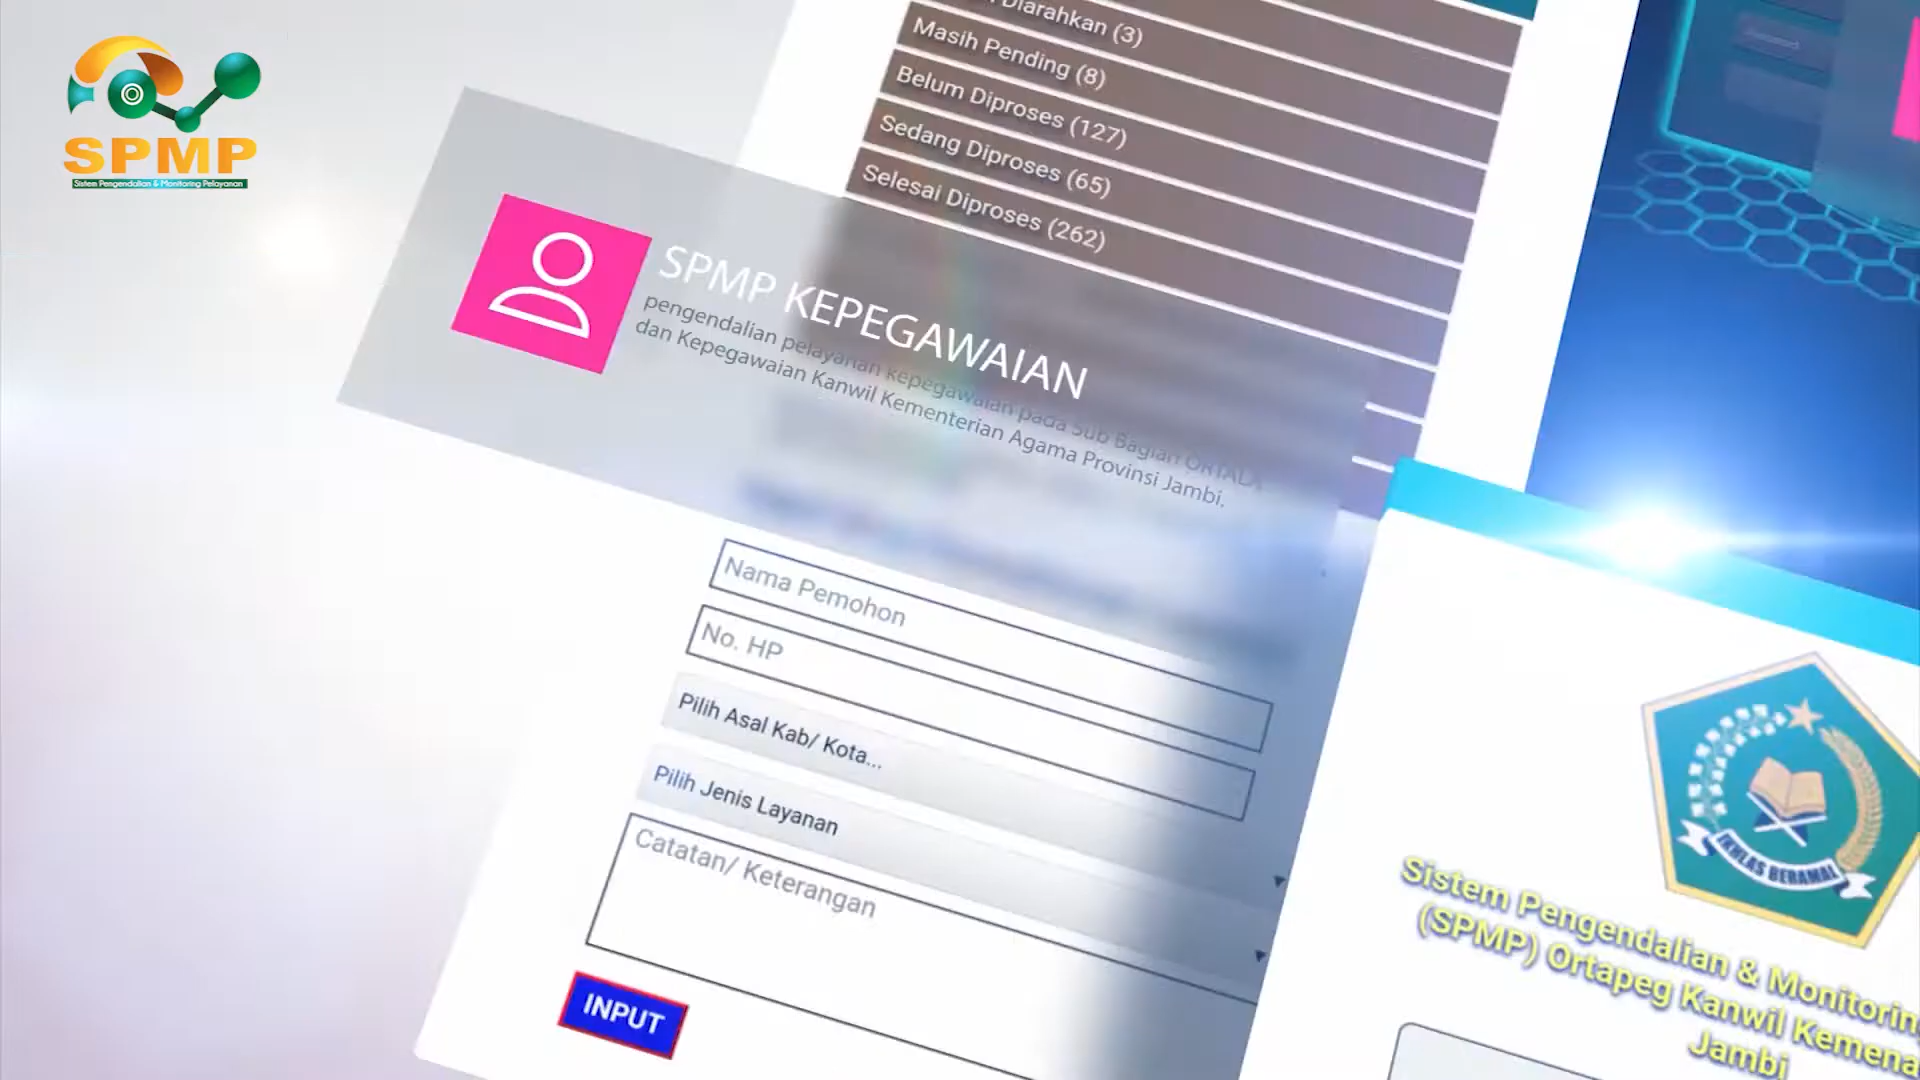 SPMP
Sistem Pengendalian & Monitoring Pelayanan
Diarahkan (3)
Masih Pending (8)
Belum Diproses (127)
Sedang Diproses (65)
Selesai Diproses (262)
SPMP KEPEGAWAIAN
pengendalian pelayanan kepegawaian pada Sub Bagian
dan Kepegawaian Kanwil Kementerian Agama Provinsi Jambi.
Nama Pemohon
No. HP
Pilih Asal Kab/ Kota...
Pilih Jenis Layanan
Catatan/ Keterangan
INPUT
IKHLAS BERAMAL
Sistem Pengendalian & Monitorin
(SPMP) Ortapeg Kanwil Kemena
Jambi